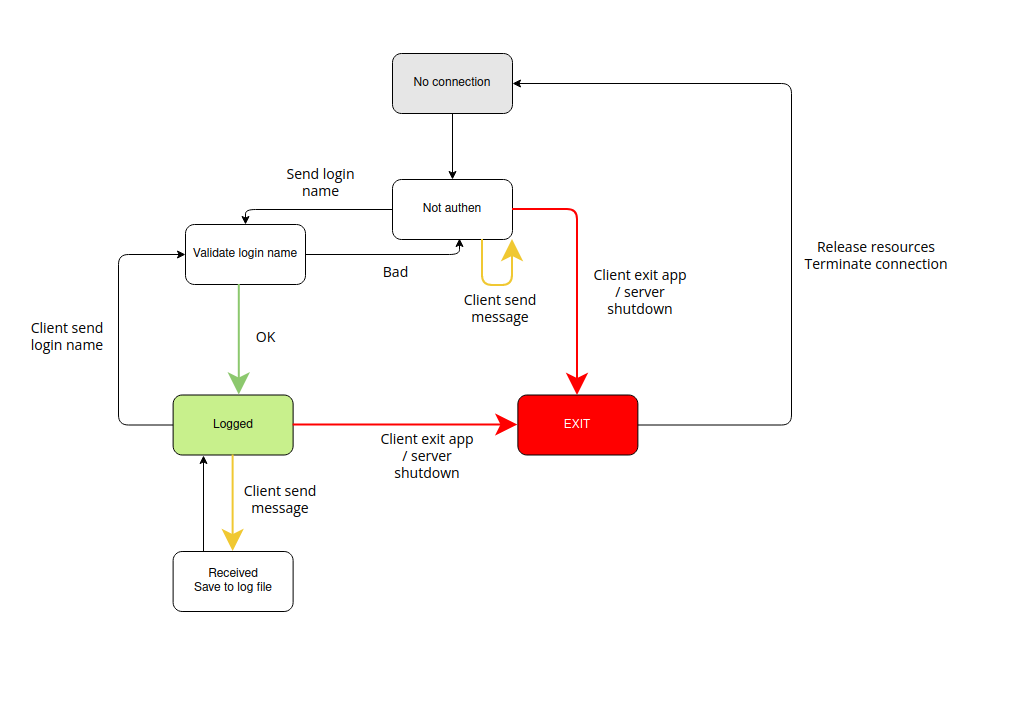 No connection
Send login
name
Not authen
Validate login name
Bad
Client send
message
Client exit app
/ server
shutdown
Release resources
Terminate connection
Client send
login name
OK
Logged
Client exit app
/ server
shutdown
EXIT
Client send
message
Received
Save to log file